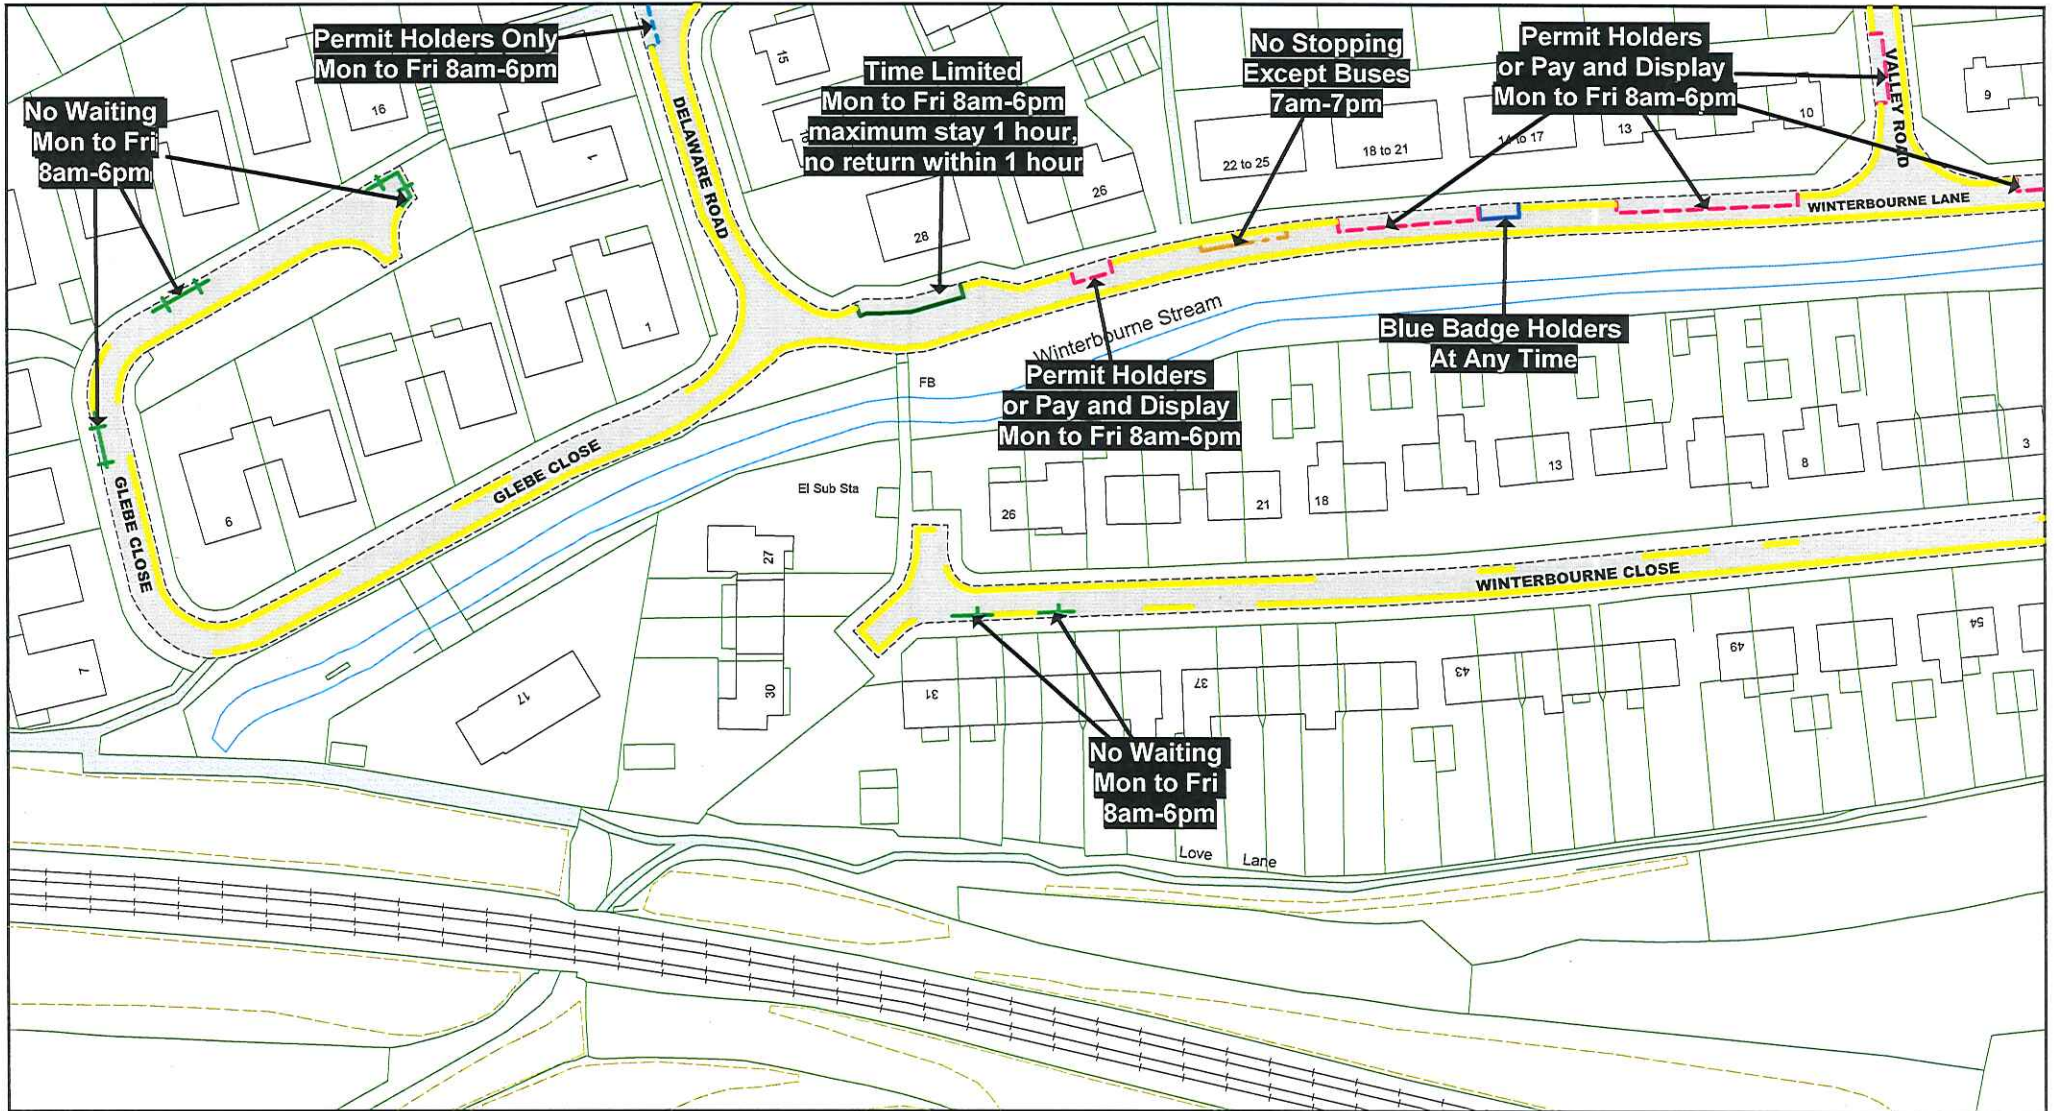 Permit Holders Only
Mon to Fri 8am-6pm
No Waiting
Mon to Fri
8am-6pm
Time Limited
Mon to Fri 8am-6pm
maximum stay 1 hour,
no return within 1 hour
No Stopping
Except Buses
7am-7pm
Permit Holders
or Pay and Display
Mon to Fri 8am-6pm
16
1
15
DELAWARE ROAD
28
26
22 to 25
18 to 21
14 to 17
13
10
9
VALLEY ROAD
WINTERBOURNE LANE
1
6
7
GLEBE CLOSE
GLEBE CLOSE
Winterbourne Stream
FB
Permit Holders
or Pay and Display
Mon to Fri 8am-6pm
Blue Badge Holders
At Any Time
El Sub Sta
26
21
18
13
8
3
WINTERBOURNE CLOSE
27
30
17
31
37
43
49
54
No Waiting
Mon to Fri
8am-6pm
Love Lane